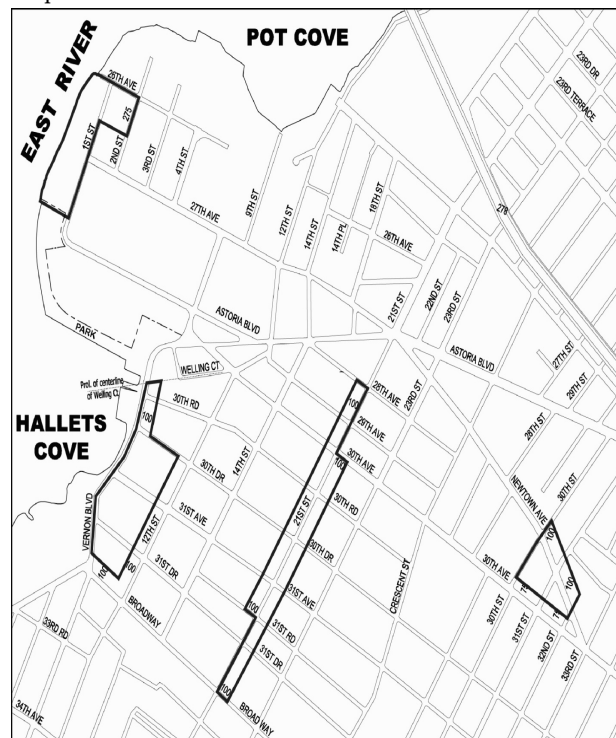 POT COVE
EAST RIVER
23RD DR
23RD TERRACE
26TH AVE
275
1ST ST
2ND ST
3RD ST
4TH ST
27TH AVE
9TH ST
12TH ST
14TH ST
14TH PL
18TH ST
26TH AVE
278
21ST ST
22ND ST
23RD ST
PARK
ASTORIA BLVD
ASTORIA BLVD
27TH ST
29TH ST
28TH ST
30TH ST
WELLING CT
Prol. of centerline
of Welling Ct.
HALLETS
COVE
100
30TH RD
30TH DR
14TH ST
100
28TH AVE
23RD ST
29TH AVE
30TH AVE
100
30TH RD
21ST ST
NEWTOWN AVE
100
VERNON BLVD
12TH ST
31ST AVE
31ST DR
100
100
BROADWAY
33RD RD
34TH AVE
30TH DR
31ST AVE
100
31ST RD
31ST DR
100
BROAD WAY
CRESCENT ST
30TH AVE
75
75
100
30TH ST
31ST ST
32ND ST
33RD ST